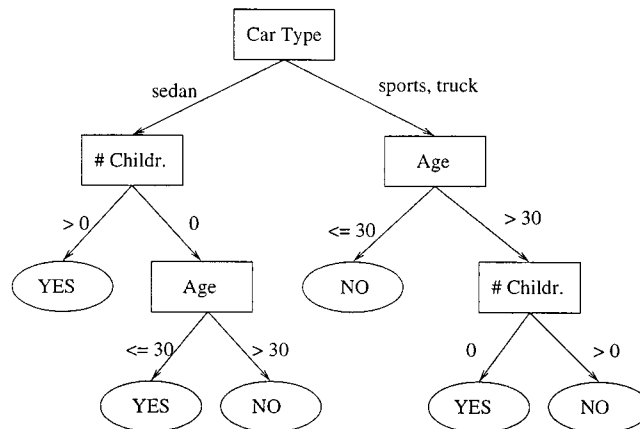 Car Type
sedan
sports, truck
# Childr.
Age
> 0
0
<= 30
> 30
YES
Age
NO
# Childr.
<= 30
> 30
0
> 0
YES
NO
YES
NO